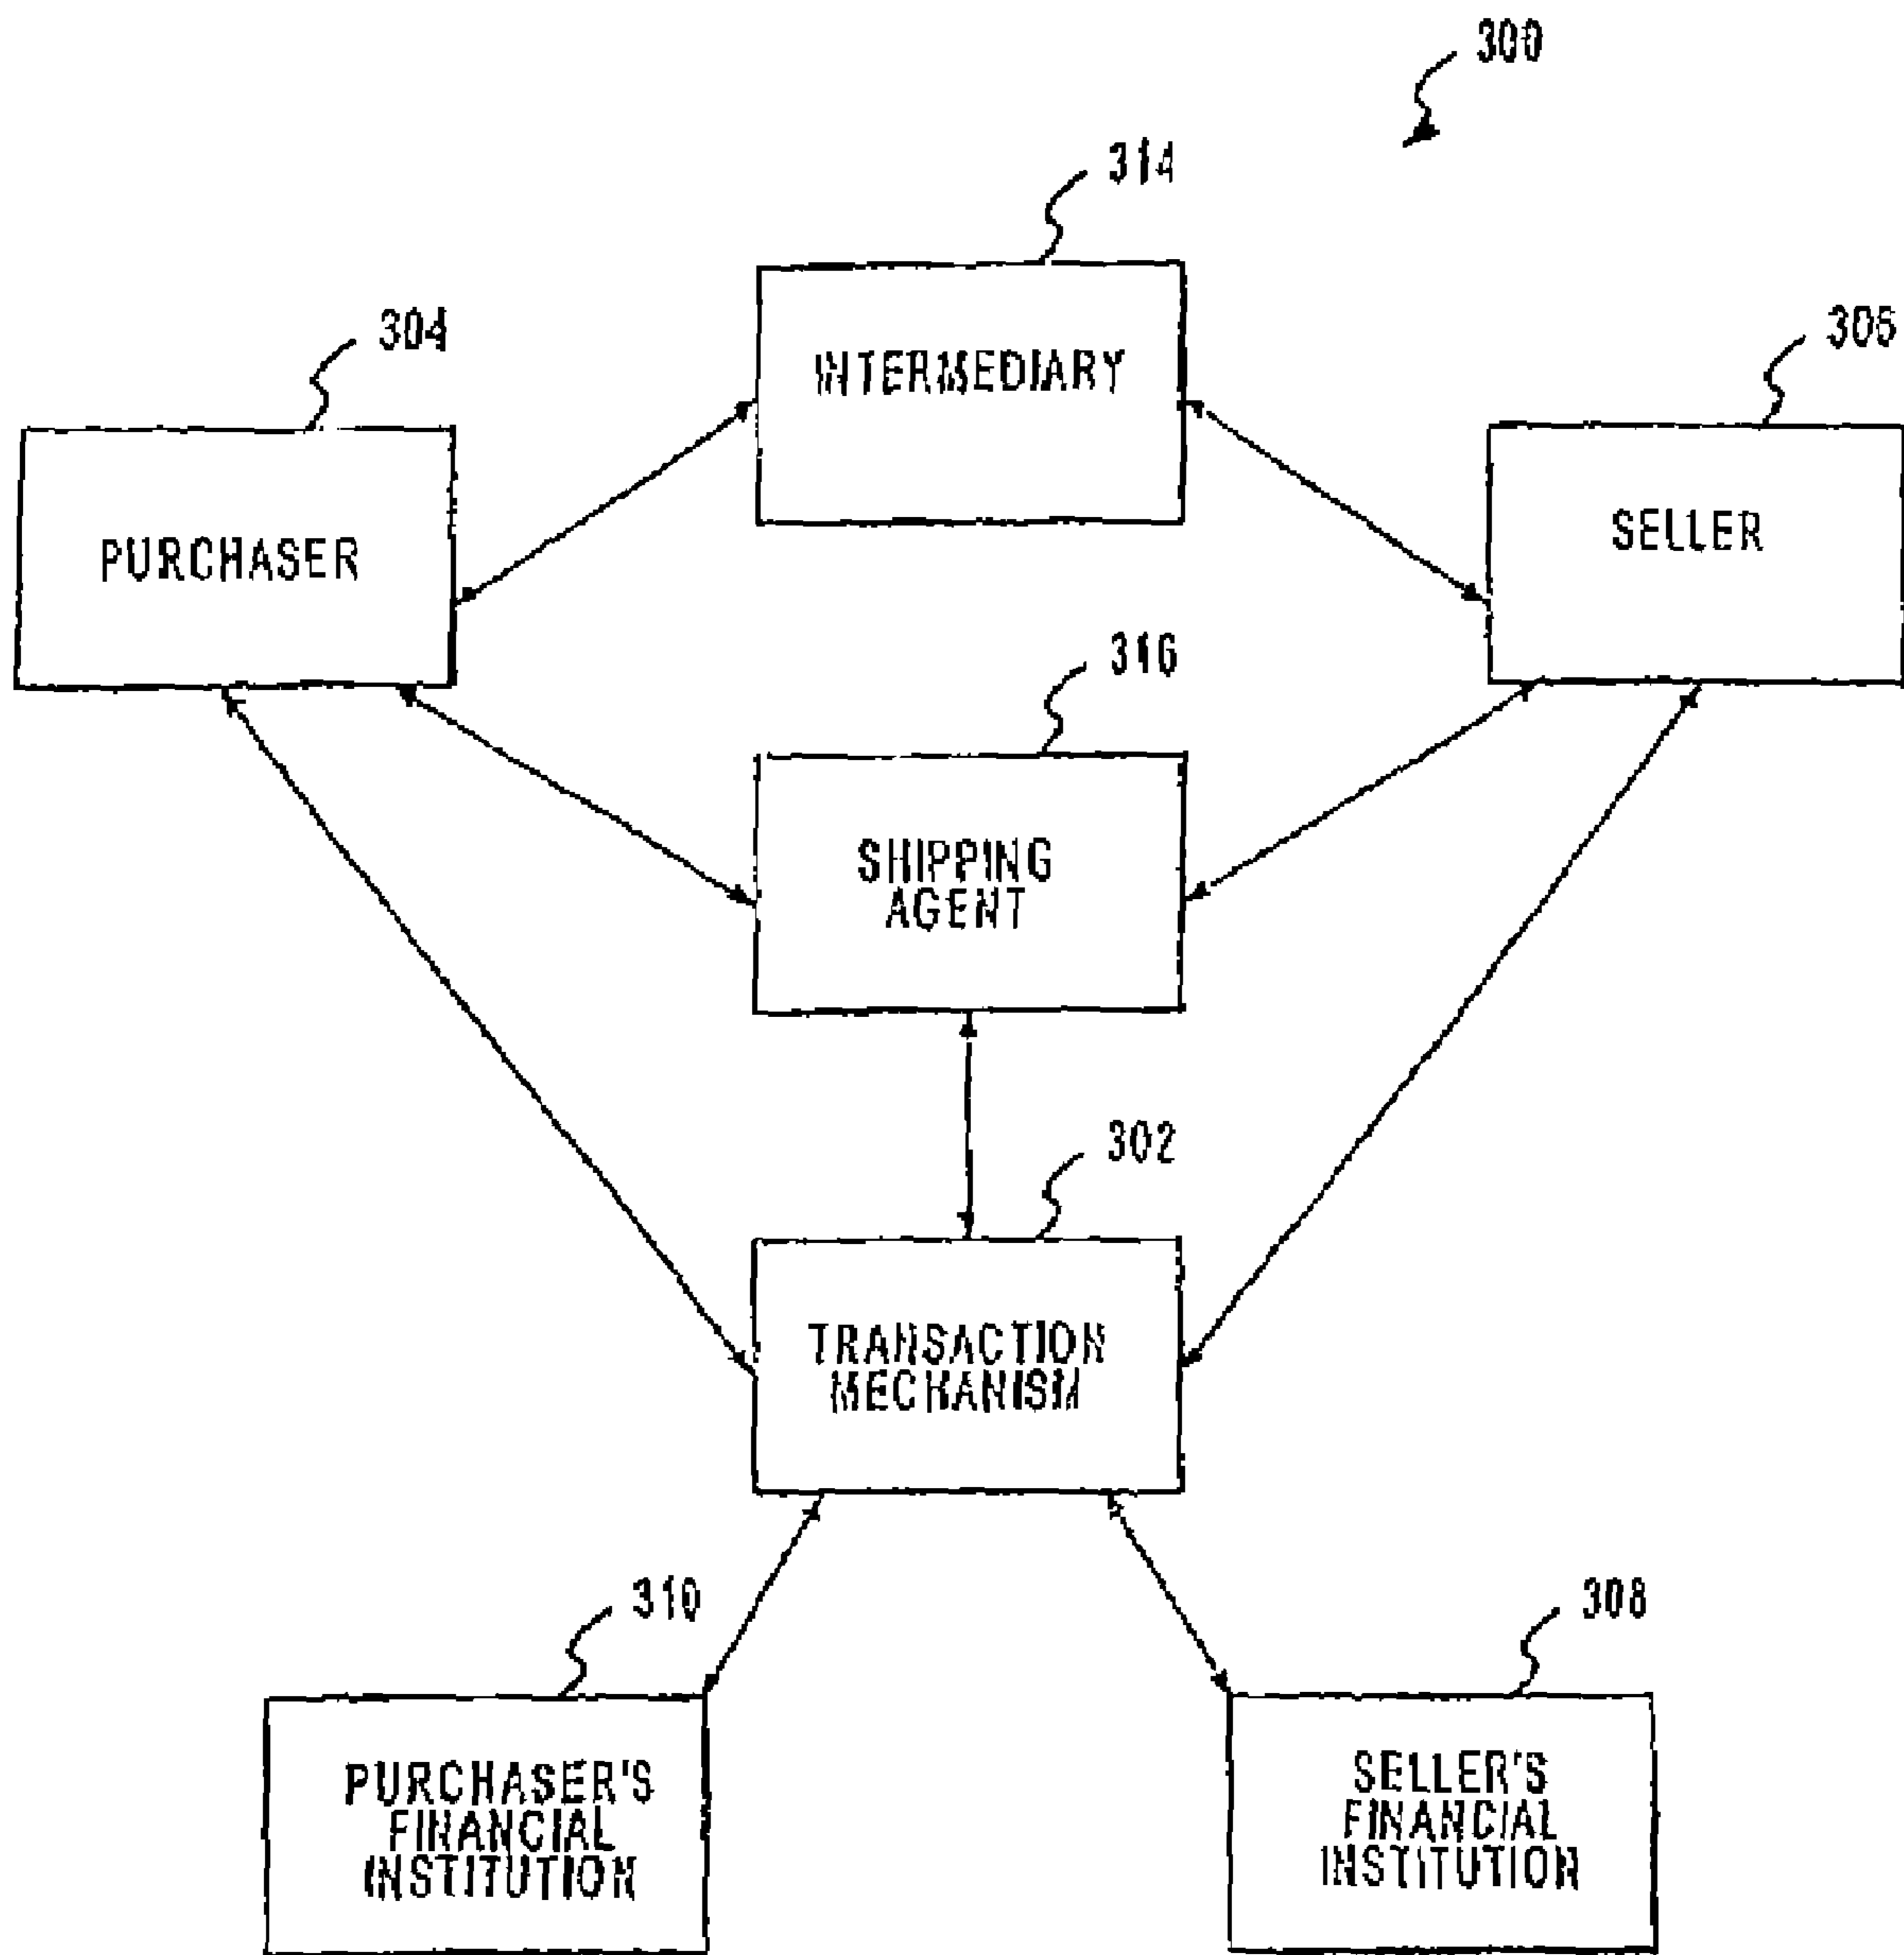 300
314
304
306
INTERMEDIARY
PURCHASER
SELLER
316
SHIPPING
AGENT
302
TRANSACTION
MECHANISM
310
308
PURCHASER'S
FINANCIAL
INSTITUTION
SELLER'S
FINANCIAL
INSTITUTION